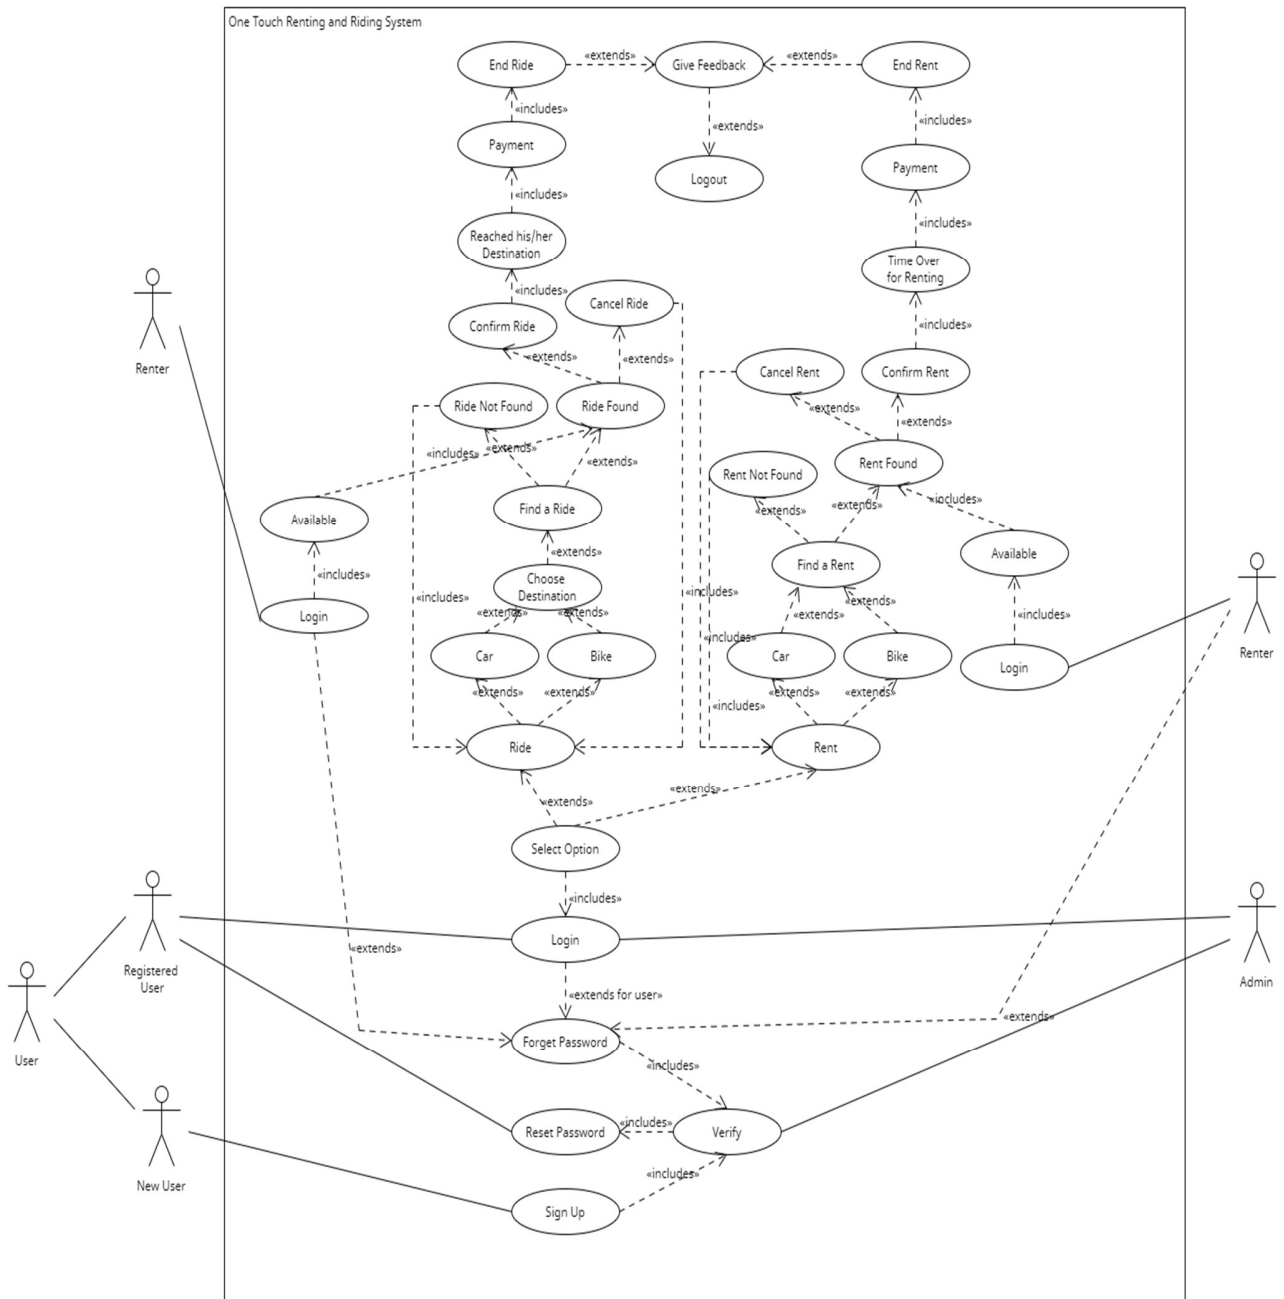 One Touch Renting and Riding System
End Ride
«extends»
Give Feedback
«extends»
End Rent
«includes»
«extends»
«includes»
Payment
Payment
Logout
«includes»
«includes»
Reached his/her
Destination
Time Over
for Renting
«includes»
Cancel Ride
Confirm Ride
«includes»
«extends»
«extends»
Renter
Cancel Rent
Confirm Rent
Ride Not Found
Ride Found
«extends»
«extends»
«includes»
«extends»
«extends»
Rent Not Found
Rent Found
Available
Find a Ride
«extends»
«extends»
«includes»
«extends»
Available
Find a Rent
«includes»
Choose
Destination
«includes»
«includes»
«includes»
Login
«extends»
«extends»
«extends»
«extends»
«includes»
«includes»
Car
Bike
Car
Bike
Login
Renter
«extends»
«extends»
«extends»
«extends»
«includes»
Ride
Rent
«extends»
«extends»
Select Option
«includes»
Login
«extends»
Registered
User
Admin
«extends for user»
«extends»
Forget Password
User
«includes»
Reset Password
«includes»
Verify
«includes»
New User
Sign Up